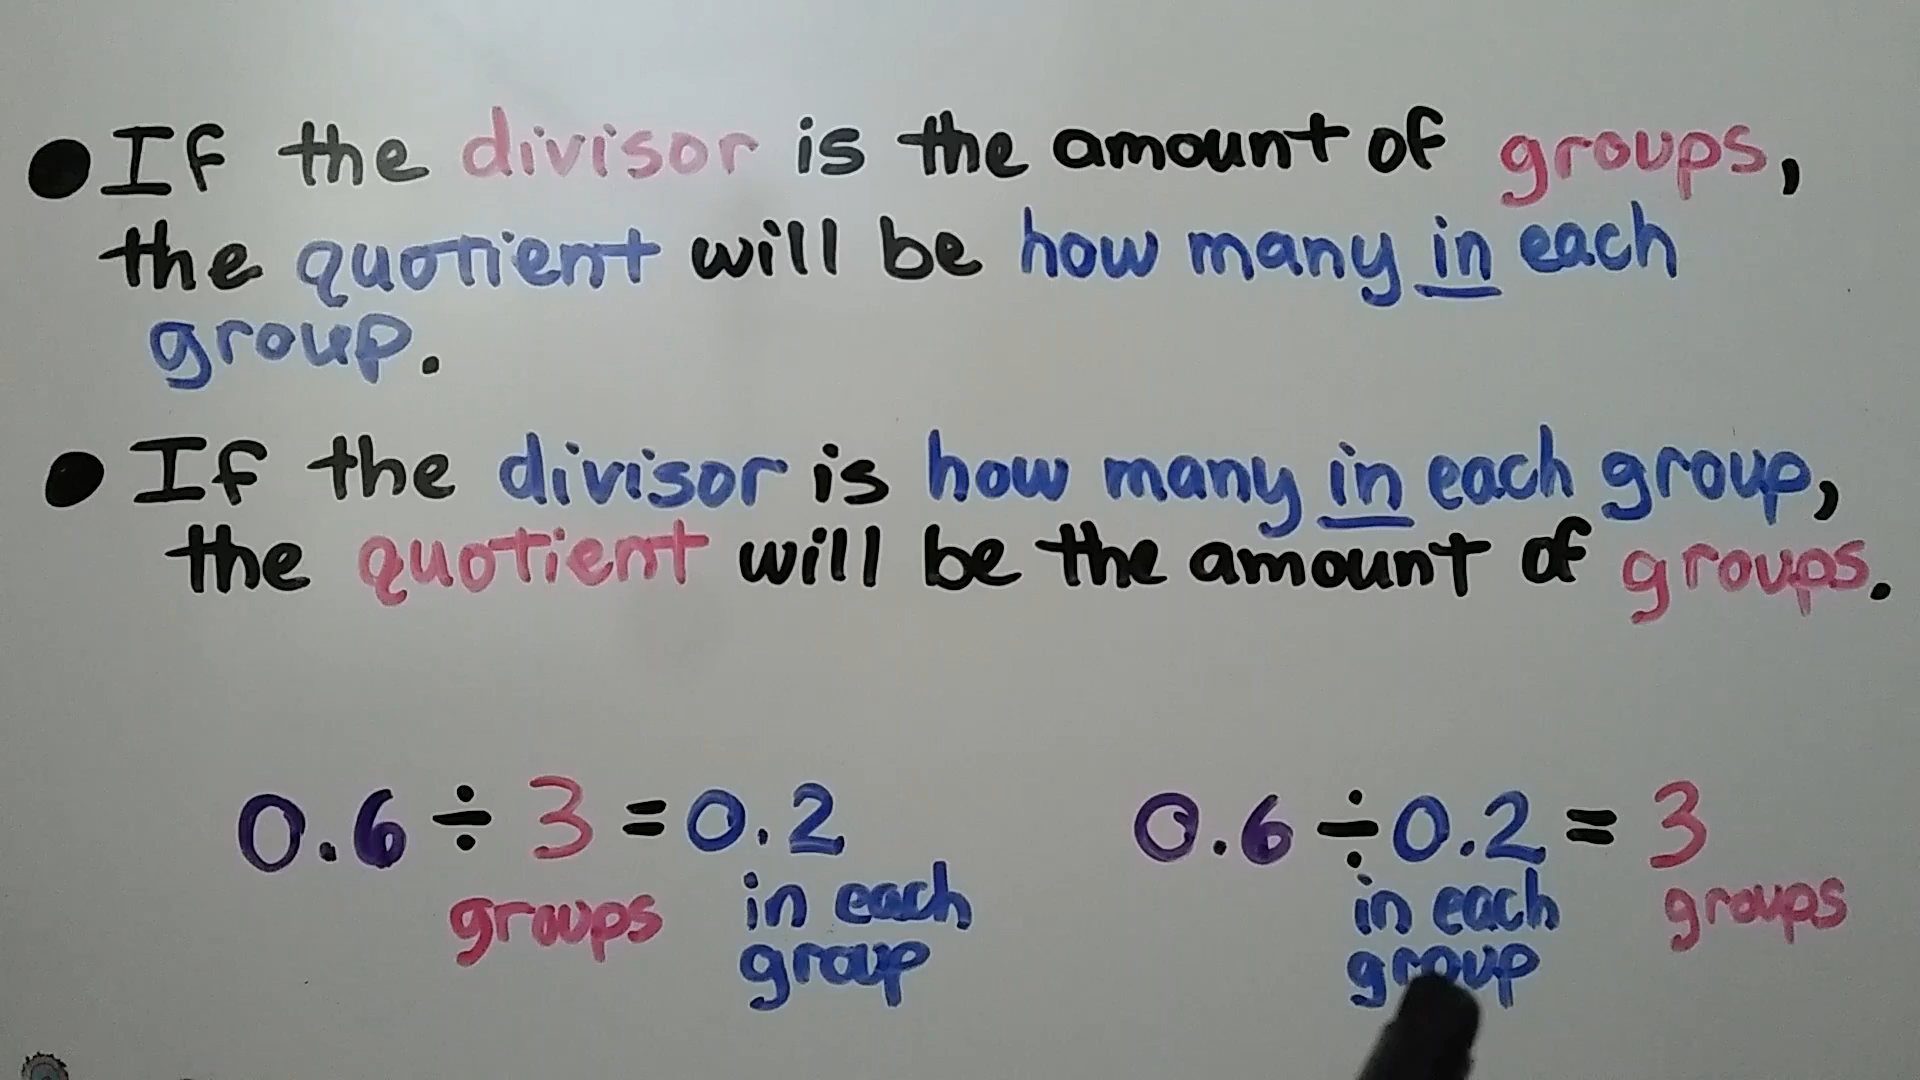 ● If the divisor is the amount of groups,
the quotient will be how many in each
group.
● If the divisor is how many in each group,
the quotient will be the amount of groups.
0.6 ÷ 3 = 0.2
groups in each
group
0.6 ÷ 0.2 = 3
in each groups
group